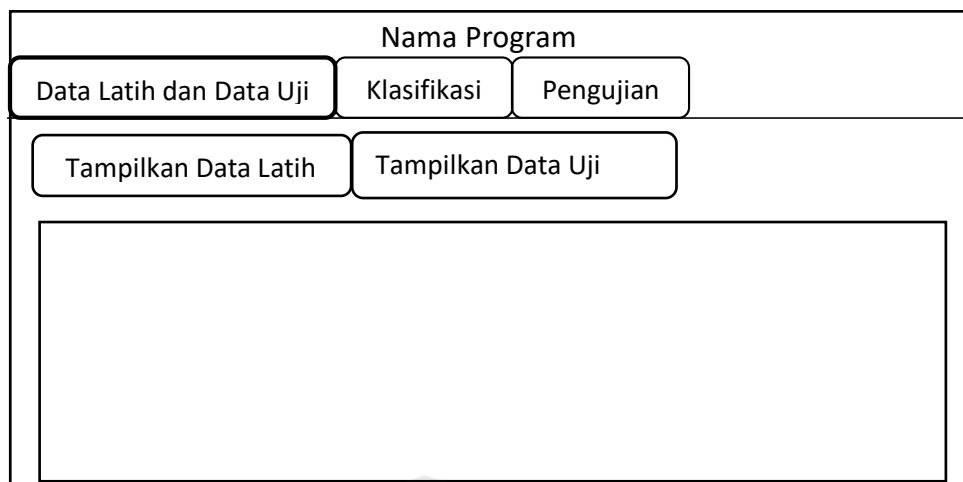 Nama Program
Data Latih dan Data Uji Klasifikasi Pengujian
Tampilkan Data Latih Tampilkan Data Uji